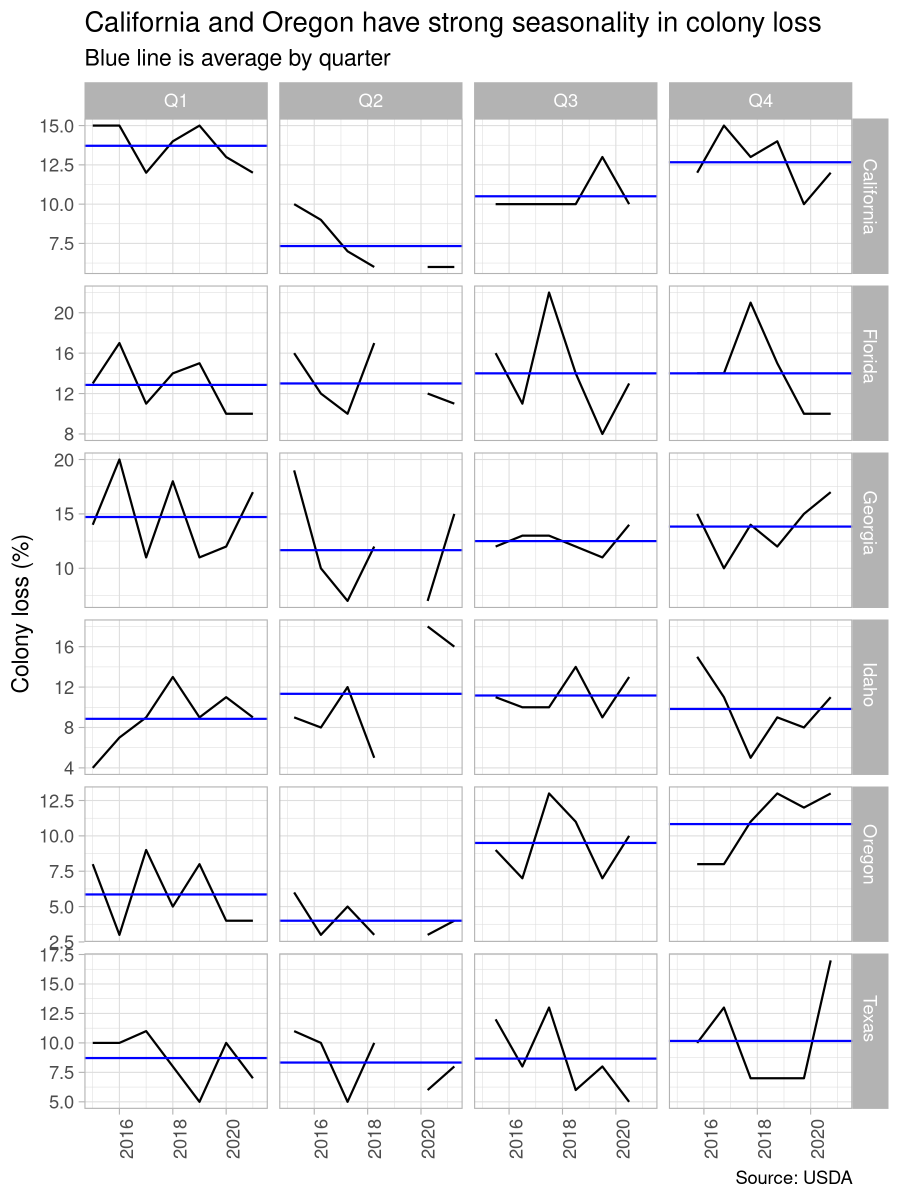 California and Oregon have strong seasonality in colony loss
Blue line is average by quarter
Q1 Q2 Q3 Q4
Colony loss (%)
15.0
12.5
10.0
7.5
California
20
16
12
8
Florida
20
15
10
Georgia
16
12
8
4
Idaho
12.5
10.0
7.5
5.0
2.5
Oregon
17.5
15.0
12.5
10.0
7.5
5.0
Texas
2016 2018 2020 2016 2018 2020 2016 2018 2020 2016 2018 2020
Source: USDA